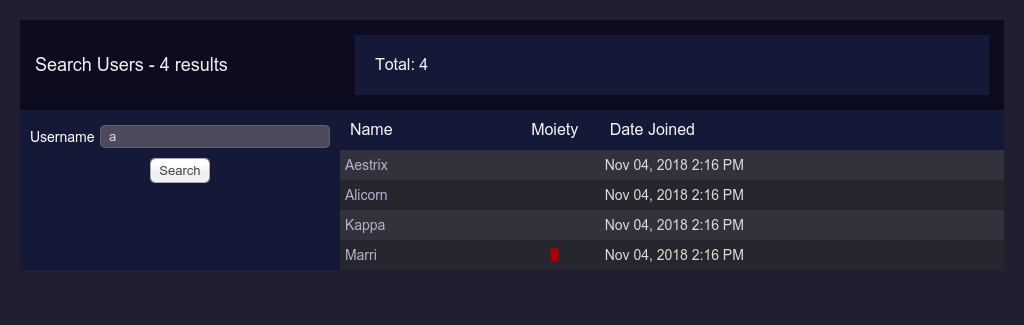 Search Users - 4 results
Total: 4
Username a
Search
Name Moiety Date Joined
Aestrix Nov 04, 2018 2:16 PM
Alicorn Nov 04, 2018 2:16 PM
Kappa Nov 04, 2018 2:16 PM
Marri Nov 04, 2018 2:16 PM